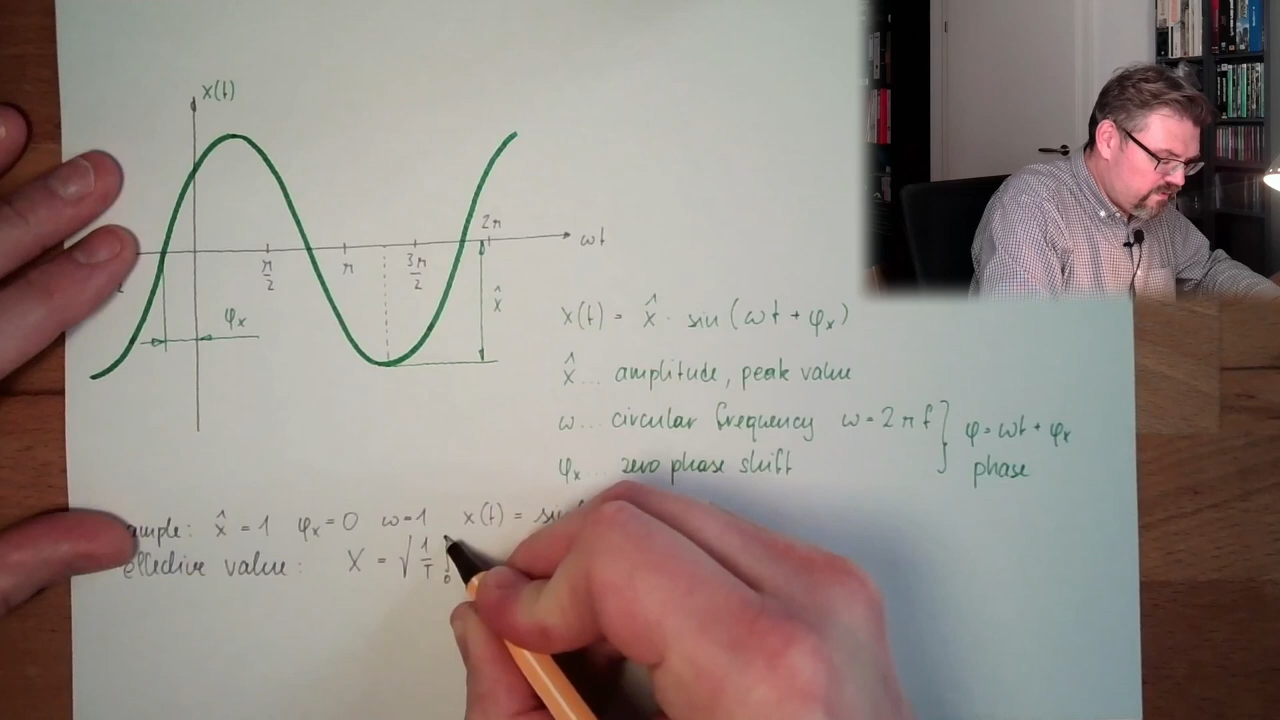 x(t)
2π
ωt
π/2
π
3π/2
x̂
φx
x(t) = x̂ · sin (ωt + φx)
x̂ ... amplitude, peak value
ω ... circular frequency ω = 2πf } φ = ωt + φx
φx ... zero phase shift phase
x̂ = 1 φx = 0 ω = 1 x(t) =
effective value: X = √ 1/T ∫ 0